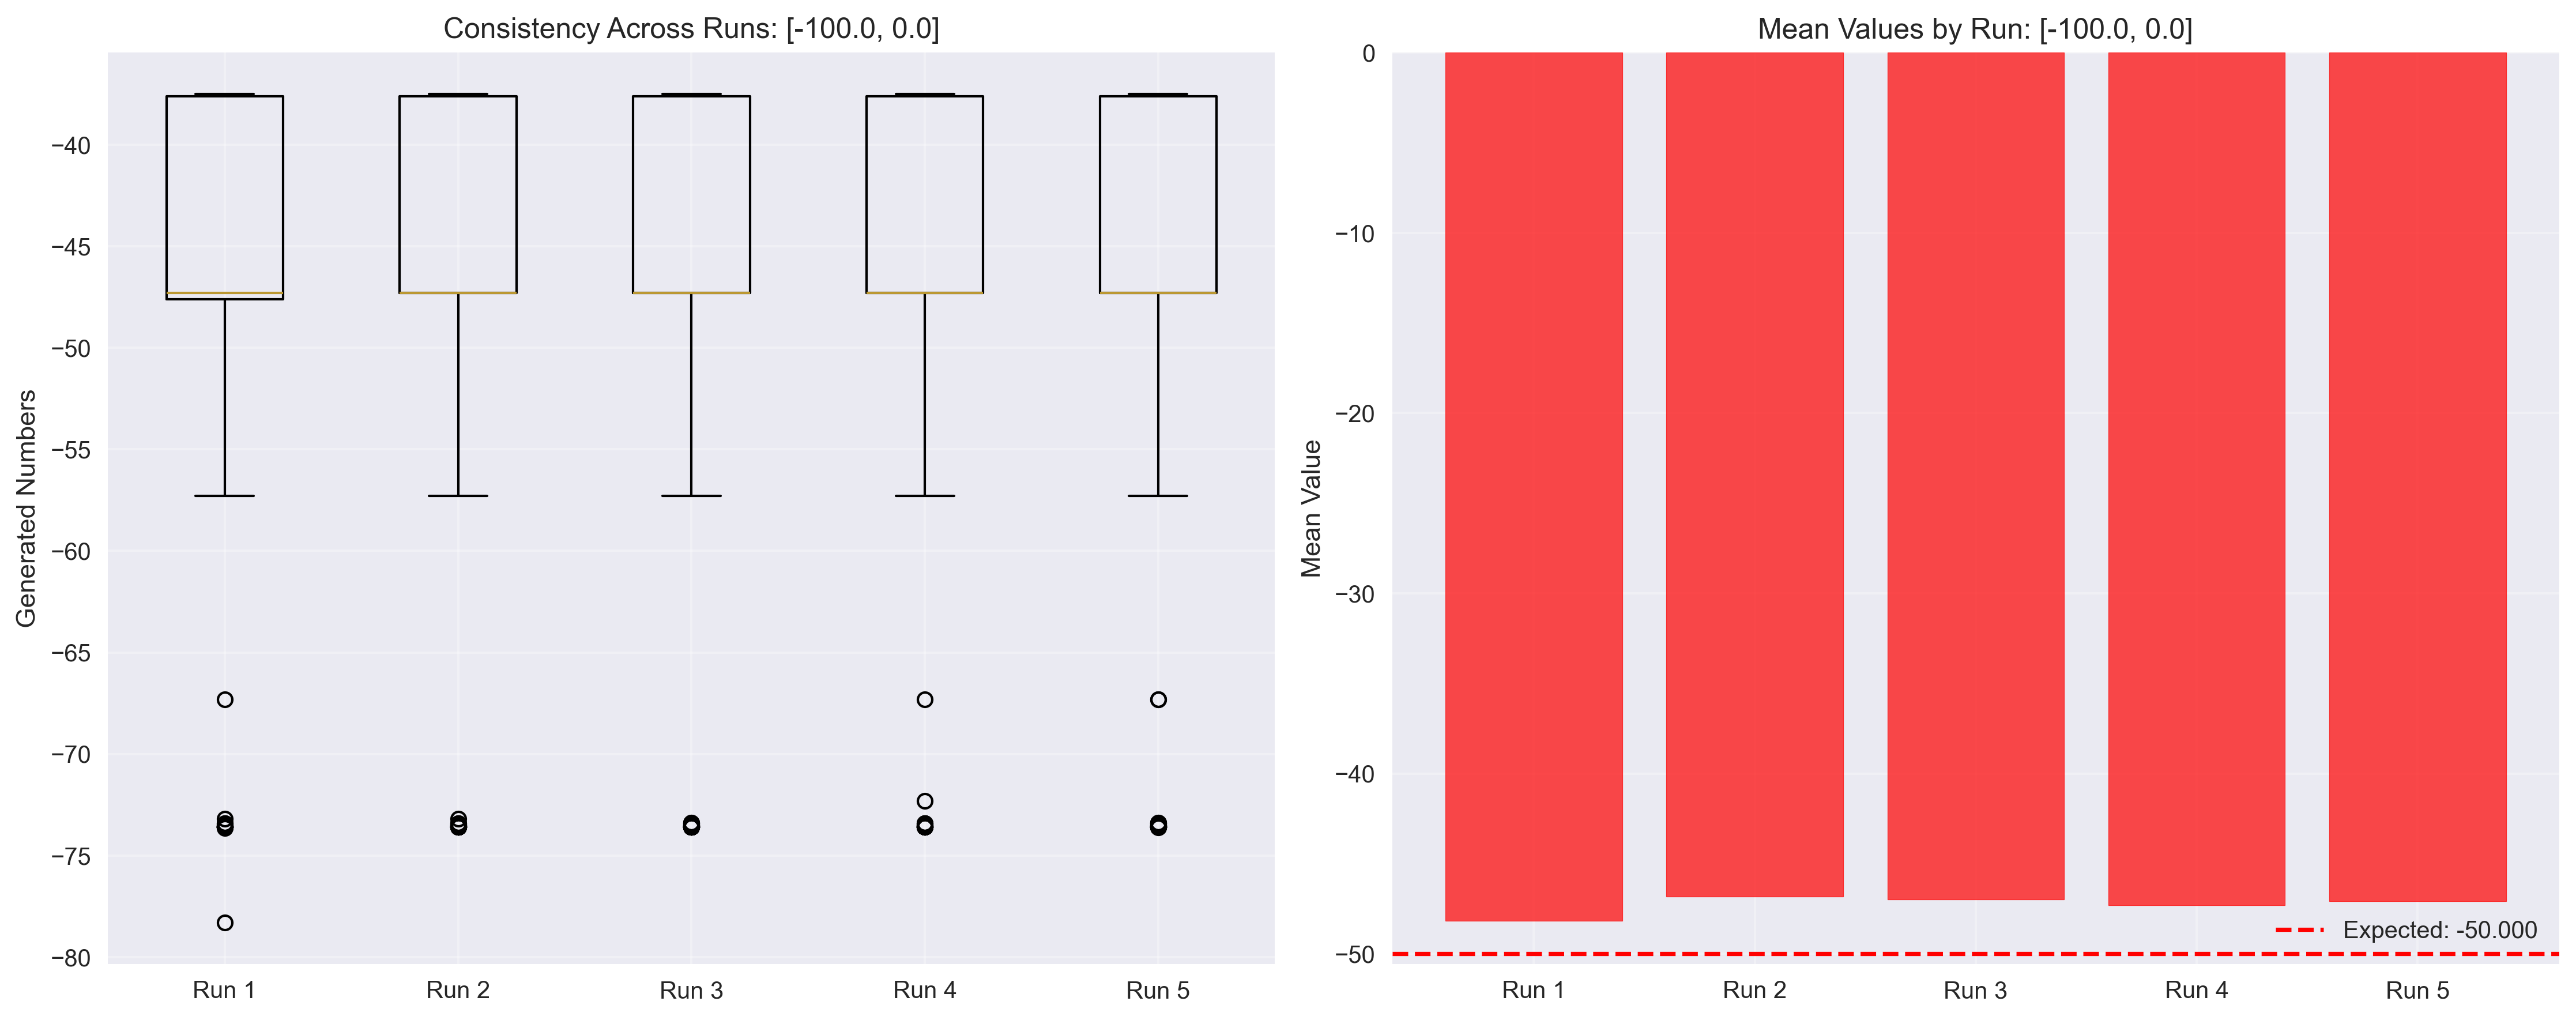 Consistency Across Runs: [-100.0, 0.0]
Generated Numbers
−40
−45
−50
−55
−60
−65
−70
−75
−80
Run 1
Run 2
Run 3
Run 4
Run 5
Mean Values by Run: [-100.0, 0.0]
Mean Value
0
−10
−20
−30
−40
−50
Expected: -50.000
Run 1
Run 2
Run 3
Run 4
Run 5